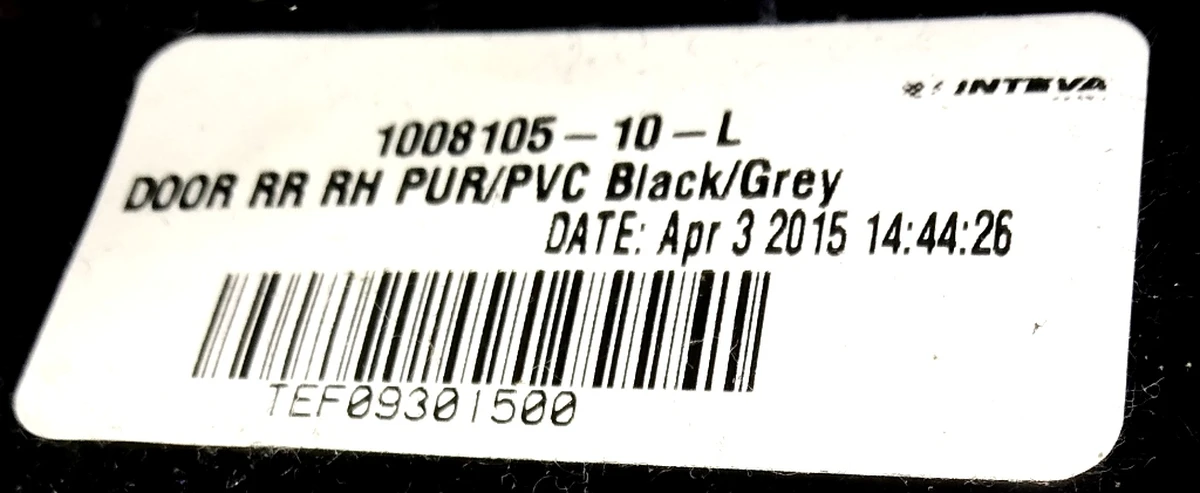 INTEVA
1008105-10-L
DOOR RR RH PUR/PVC Black/Grey
DATE: Apr 3 2015 14:44:26
TEF09301500